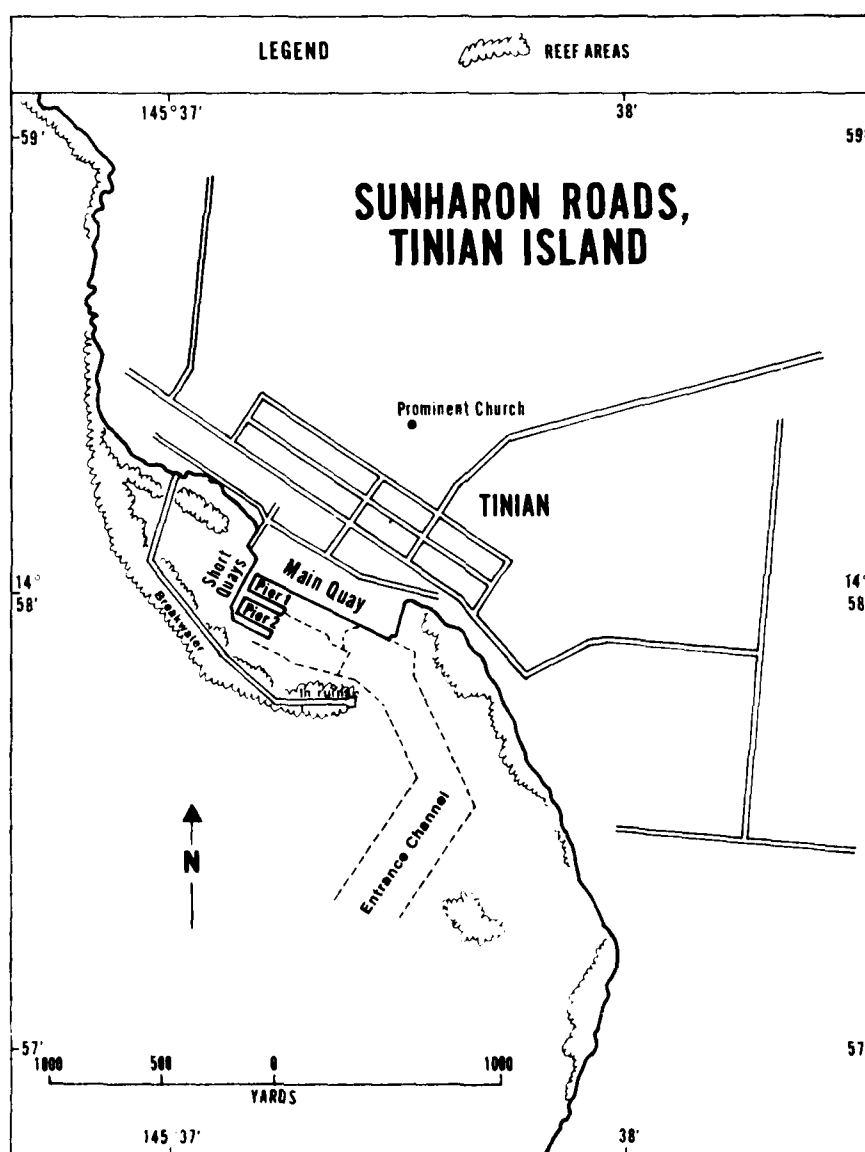 LEGEND
REEF AREAS
145° 37'
38'
59'
59'
SUNHARON ROADS,
TINIAN ISLAND
Prominent Church
TINIAN
Short
Quays
Main Quay
Pier 1
Pier 2
14°
58'
14°
58'
Breakwater
In ruins
Entrance Channel
N
57'
57'
1000
500
0
1000
YARDS
145° 37'
38'